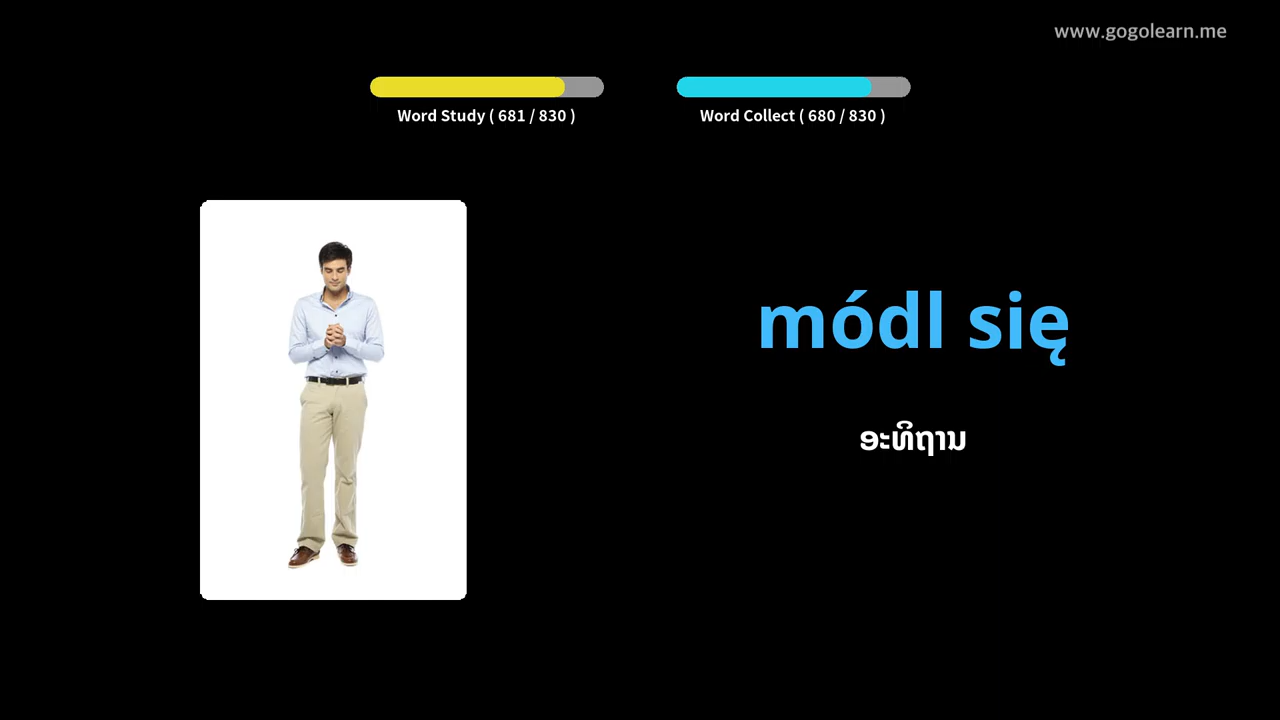 www.gogolearn.me
Word Study ( 681 / 830 )
Word Collect ( 680 / 830 )
módl się
ອະທິຖານ